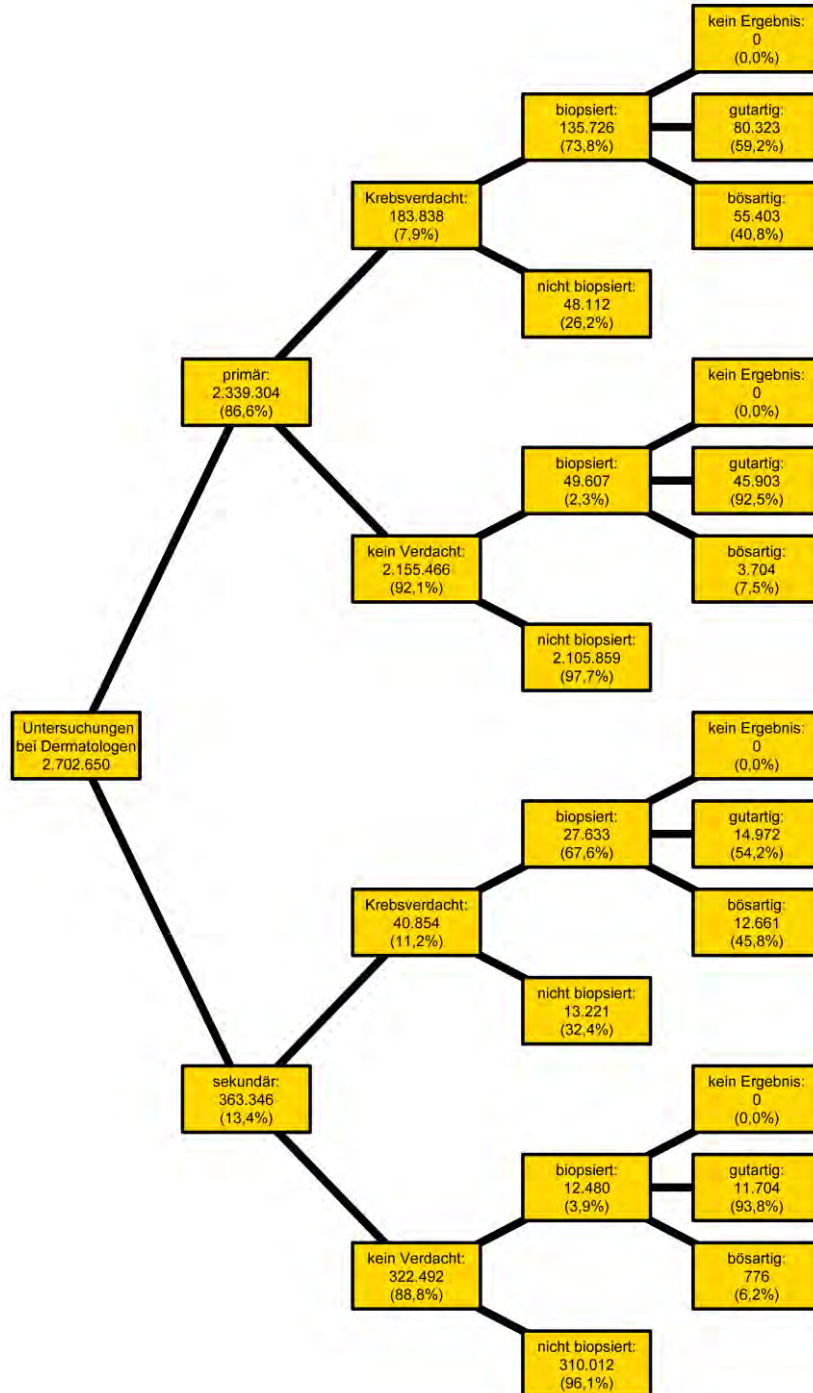 kein Ergebnis:
0
(0,0%)
biopsiert:
135.726
(73,8%)
gutartig:
80.323
(59,2%)
Krebsverdacht:
183.838
(7,9%)
bösartig:
55.403
(40,8%)
nicht biopsiert:
48.112
(26,2%)
primär:
2.339.304
(86,6%)
kein Ergebnis:
0
(0,0%)
biopsiert:
49.607
(2,3%)
gutartig:
45.903
(92,5%)
kein Verdacht:
2.155.466
(92,1%)
bösartig:
3.704
(7,5%)
nicht biopsiert:
2.105.859
(97,7%)
Untersuchungen
bei Dermatologen
2.702.650
kein Ergebnis:
0
(0,0%)
biopsiert:
27.633
(67,6%)
gutartig:
14.972
(54,2%)
Krebsverdacht:
40.854
(11,2%)
bösartig:
12.661
(45,8%)
nicht biopsiert:
13.221
(32,4%)
sekundär:
363.346
(13,4%)
kein Ergebnis:
0
(0,0%)
biopsiert:
12.480
(3,9%)
gutartig:
11.704
(93,8%)
kein Verdacht:
322.492
(88,8%)
bösartig:
776
(6,2%)
nicht biopsiert:
310.012
(96,1%)